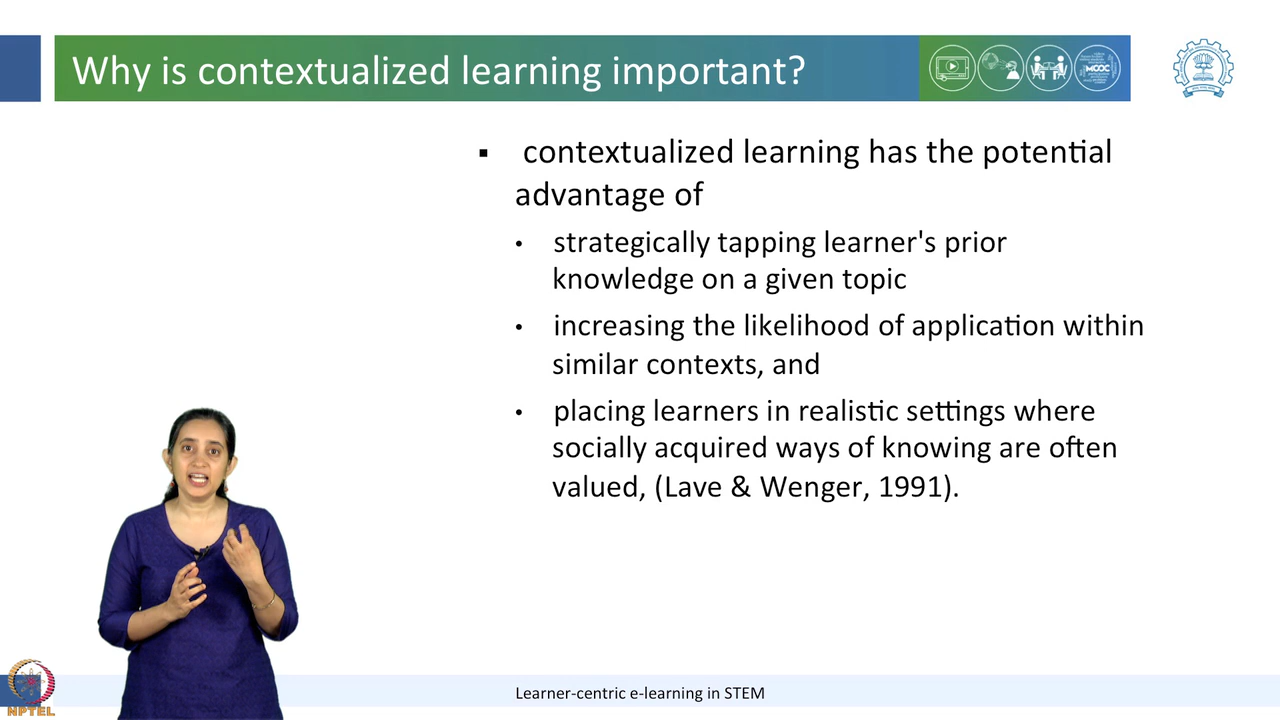 Why is contextualized learning important?
MOOC
▪ contextualized learning has the potential
advantage of
• strategically tapping learner's prior
knowledge on a given topic
• increasing the likelihood of application within
similar contexts, and
• placing learners in realistic settings where
socially acquired ways of knowing are often
valued, (Lave & Wenger, 1991).
NPTEL
Learner-centric e-learning in STEM